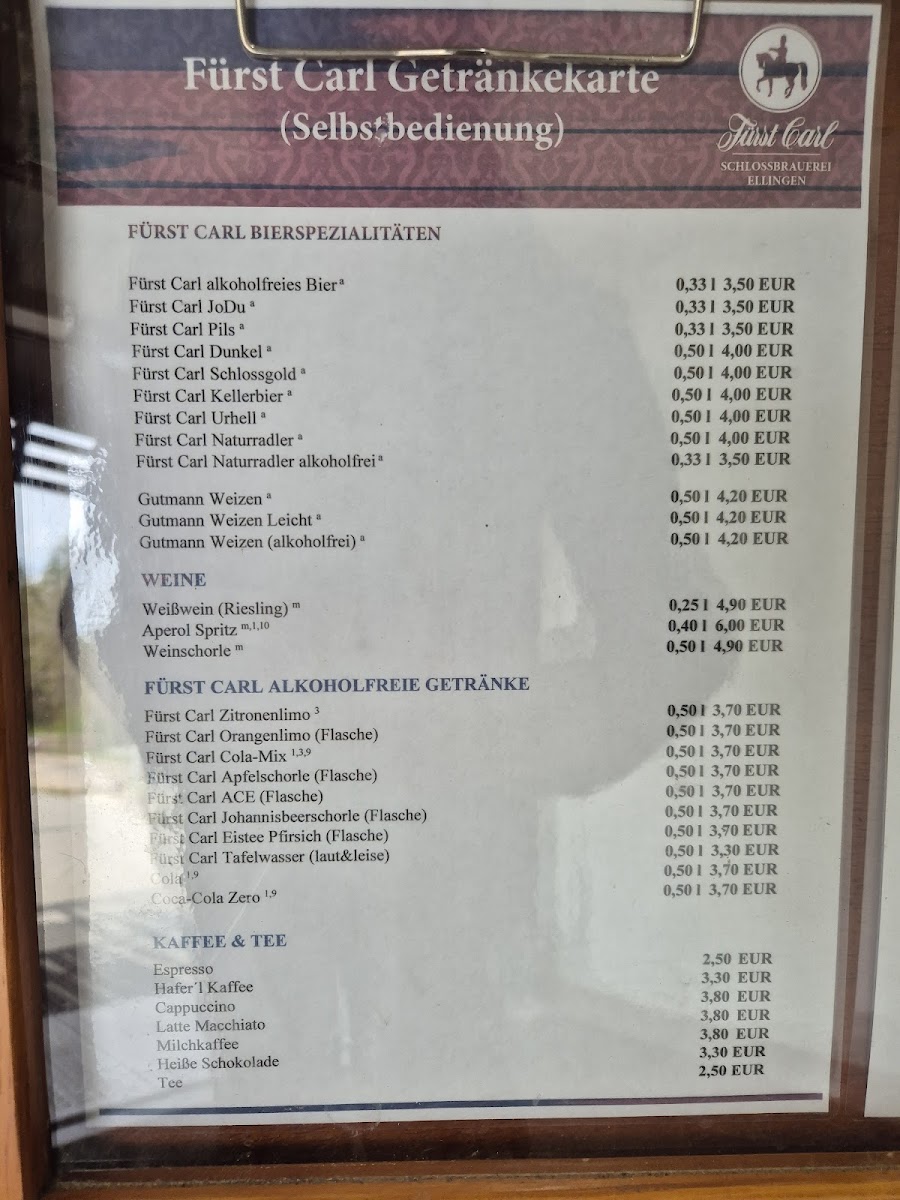 Fürst Carl Getränkekarte
(Selbstbedienung)
Fürst Carl
SCHLOSSBRAUEREI
ELLINGEN
FÜRST CARL BIERSPEZIALITÄTEN
Fürst Carl alkoholfreies Bier ᵃ 0,33 l 3,50 EUR
Fürst Carl JoDu ᵃ 0,33 l 3,50 EUR
Fürst Carl Pils ᵃ 0,33 l 3,50 EUR
Fürst Carl Dunkel ᵃ 0,50 l 4,00 EUR
Fürst Carl Schlossgold ᵃ 0,50 l 4,00 EUR
Fürst Carl Kellerbier ᵃ 0,50 l 4,00 EUR
Fürst Carl Urhell ᵃ 0,50 l 4,00 EUR
Fürst Carl Naturradler ᵃ 0,50 l 4,00 EUR
Fürst Carl Naturradler alkoholfrei ᵃ 0,33 l 3,50 EUR
Gutmann Weizen ᵃ 0,50 l 4,20 EUR
Gutmann Weizen Leicht ᵃ 0,50 l 4,20 EUR
Gutmann Weizen (alkoholfrei) ᵃ 0,50 l 4,20 EUR
WEINE
Weißwein (Riesling) ᵐ 0,25 l 4,90 EUR
Aperol Spritz ᵐ,¹,¹⁰ 0,40 l 6,00 EUR
Weinschorle ᵐ 0,50 l 4,90 EUR
FÜRST CARL ALKOHOLFREIE GETRÄNKE
Fürst Carl Zitronenlimo ³ 0,50 l 3,70 EUR
Fürst Carl Orangenlimo (Flasche) 0,50 l 3,70 EUR
Fürst Carl Cola-Mix ¹,³,⁹ 0,50 l 3,70 EUR
Fürst Carl Apfelschorle (Flasche) 0,50 l 3,70 EUR
Fürst Carl ACE (Flasche) 0,50 l 3,70 EUR
Fürst Carl Johannisbeerschorle (Flasche) 0,50 l 3,70 EUR
Fürst Carl Eistee Pfirsich (Flasche) 0,50 l 3,70 EUR
Fürst Carl Tafelwasser (laut&leise) 0,50 l 3,30 EUR
Cola ¹,⁹ 0,50 l 3,70 EUR
Coca-Cola Zero ¹,⁹ 0,50 l 3,70 EUR
KAFFEE & TEE
Espresso 2,50 EUR
Hafer´l Kaffee 3,30 EUR
Cappuccino 3,80 EUR
Latte Macchiato 3,80 EUR
Milchkaffee 3,80 EUR
Heiße Schokolade 3,30 EUR
Tee 2,50 EUR